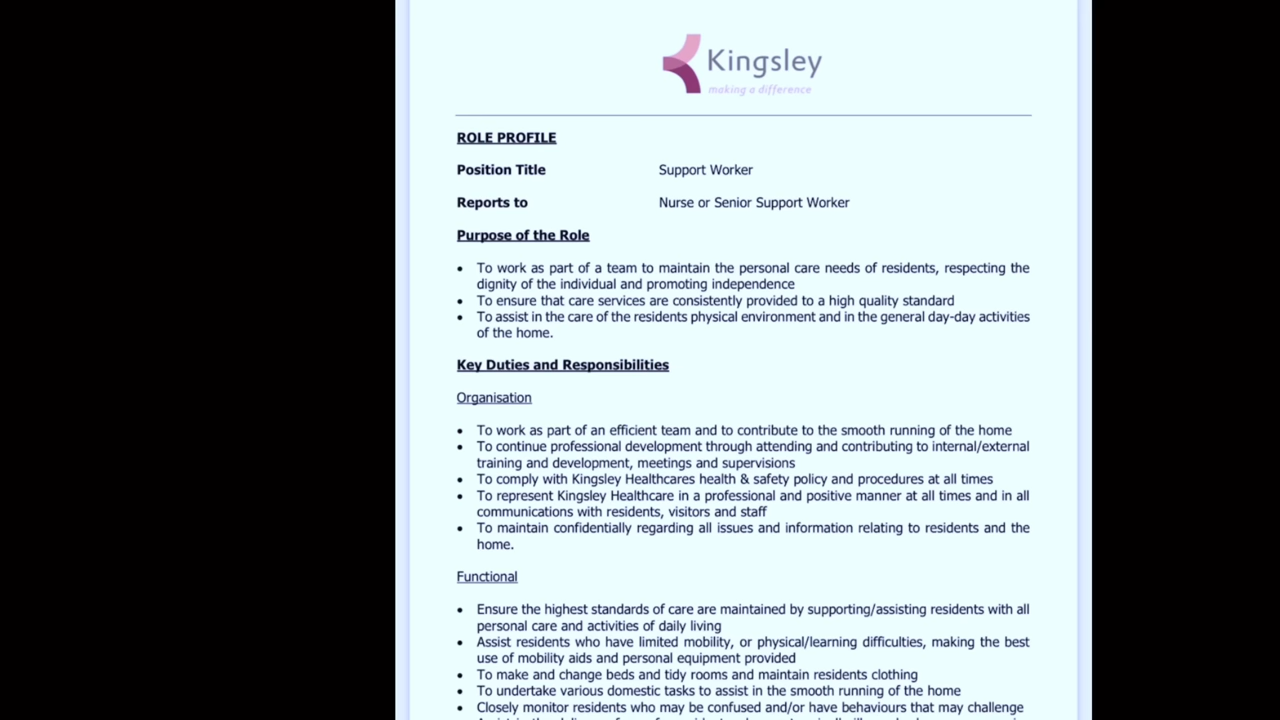 Kingsley
making a difference
ROLE PROFILE
Position Title Support Worker
Reports to Nurse or Senior Support Worker
Purpose of the Role
• To work as part of a team to maintain the personal care needs of residents, respecting the
dignity of the individual and promoting independence
• To ensure that care services are consistently provided to a high quality standard
• To assist in the care of the residents physical environment and in the general day-day activities
of the home.
Key Duties and Responsibilities
Organisation
• To work as part of an efficient team and to contribute to the smooth running of the home
• To continue professional development through attending and contributing to internal/external
training and development, meetings and supervisions
• To comply with Kingsley Healthcares health & safety policy and procedures at all times
• To represent Kingsley Healthcare in a professional and positive manner at all times and in all
communications with residents, visitors and staff
• To maintain confidentially regarding all issues and information relating to residents and the
home.
Functional
• Ensure the highest standards of care are maintained by supporting/assisting residents with all
personal care and activities of daily living
• Assist residents who have limited mobility, or physical/learning difficulties, making the best
use of mobility aids and personal equipment provided
• To make and change beds and tidy rooms and maintain residents clothing
• To undertake various domestic tasks to assist in the smooth running of the home
• Closely monitor residents who may be confused and/or have behaviours that may challenge